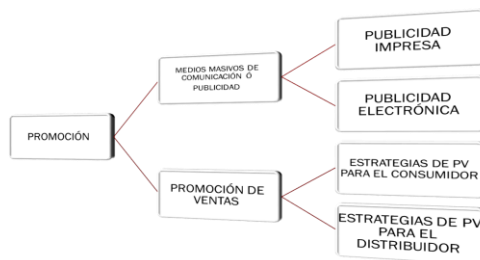 PROMOCIÓN
MEDIOS MASIVOS DE
COMUNICACIÓN Ó
PUBLICIDAD
PUBLICIDAD
IMPRESA
PUBLICIDAD
ELECTRÓNICA
PROMOCIÓN DE
VENTAS
ESTRATEGIAS DE PV
PARA EL CONSUMIDOR
ESTRATEGIAS DE PV
PARA EL
DISTRIBUIDOR